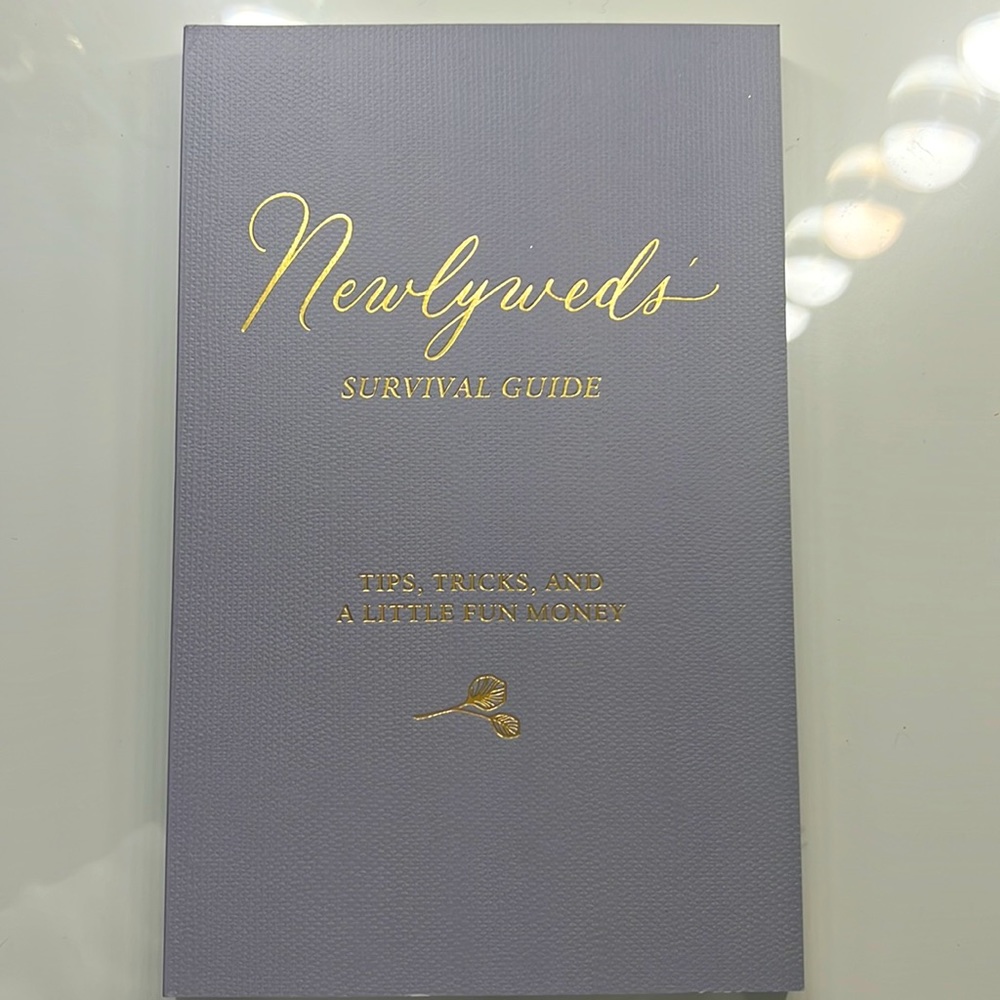 Newlyweds'
SURVIVAL GUIDE
TIPS, TRICKS, AND
A LITTLE FUN MONEY